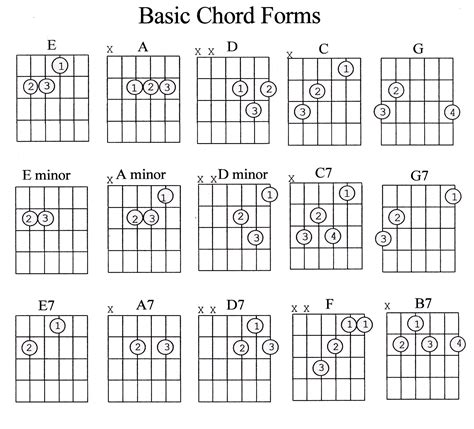 Basic Chord Forms
E A D C G
x x x x
1 1
2 3 1 2 3 1 2 2 2
3 3 3 4
E minor A minor D minor C7 G7
x x x x
1 1 1 1
2 3 2 3 2 2 2
3 3 4 3
E7 A7 D7 F B7
x x x x x x
1 1 1 1 1
2 2 3 2 3 2 2 3 4
3